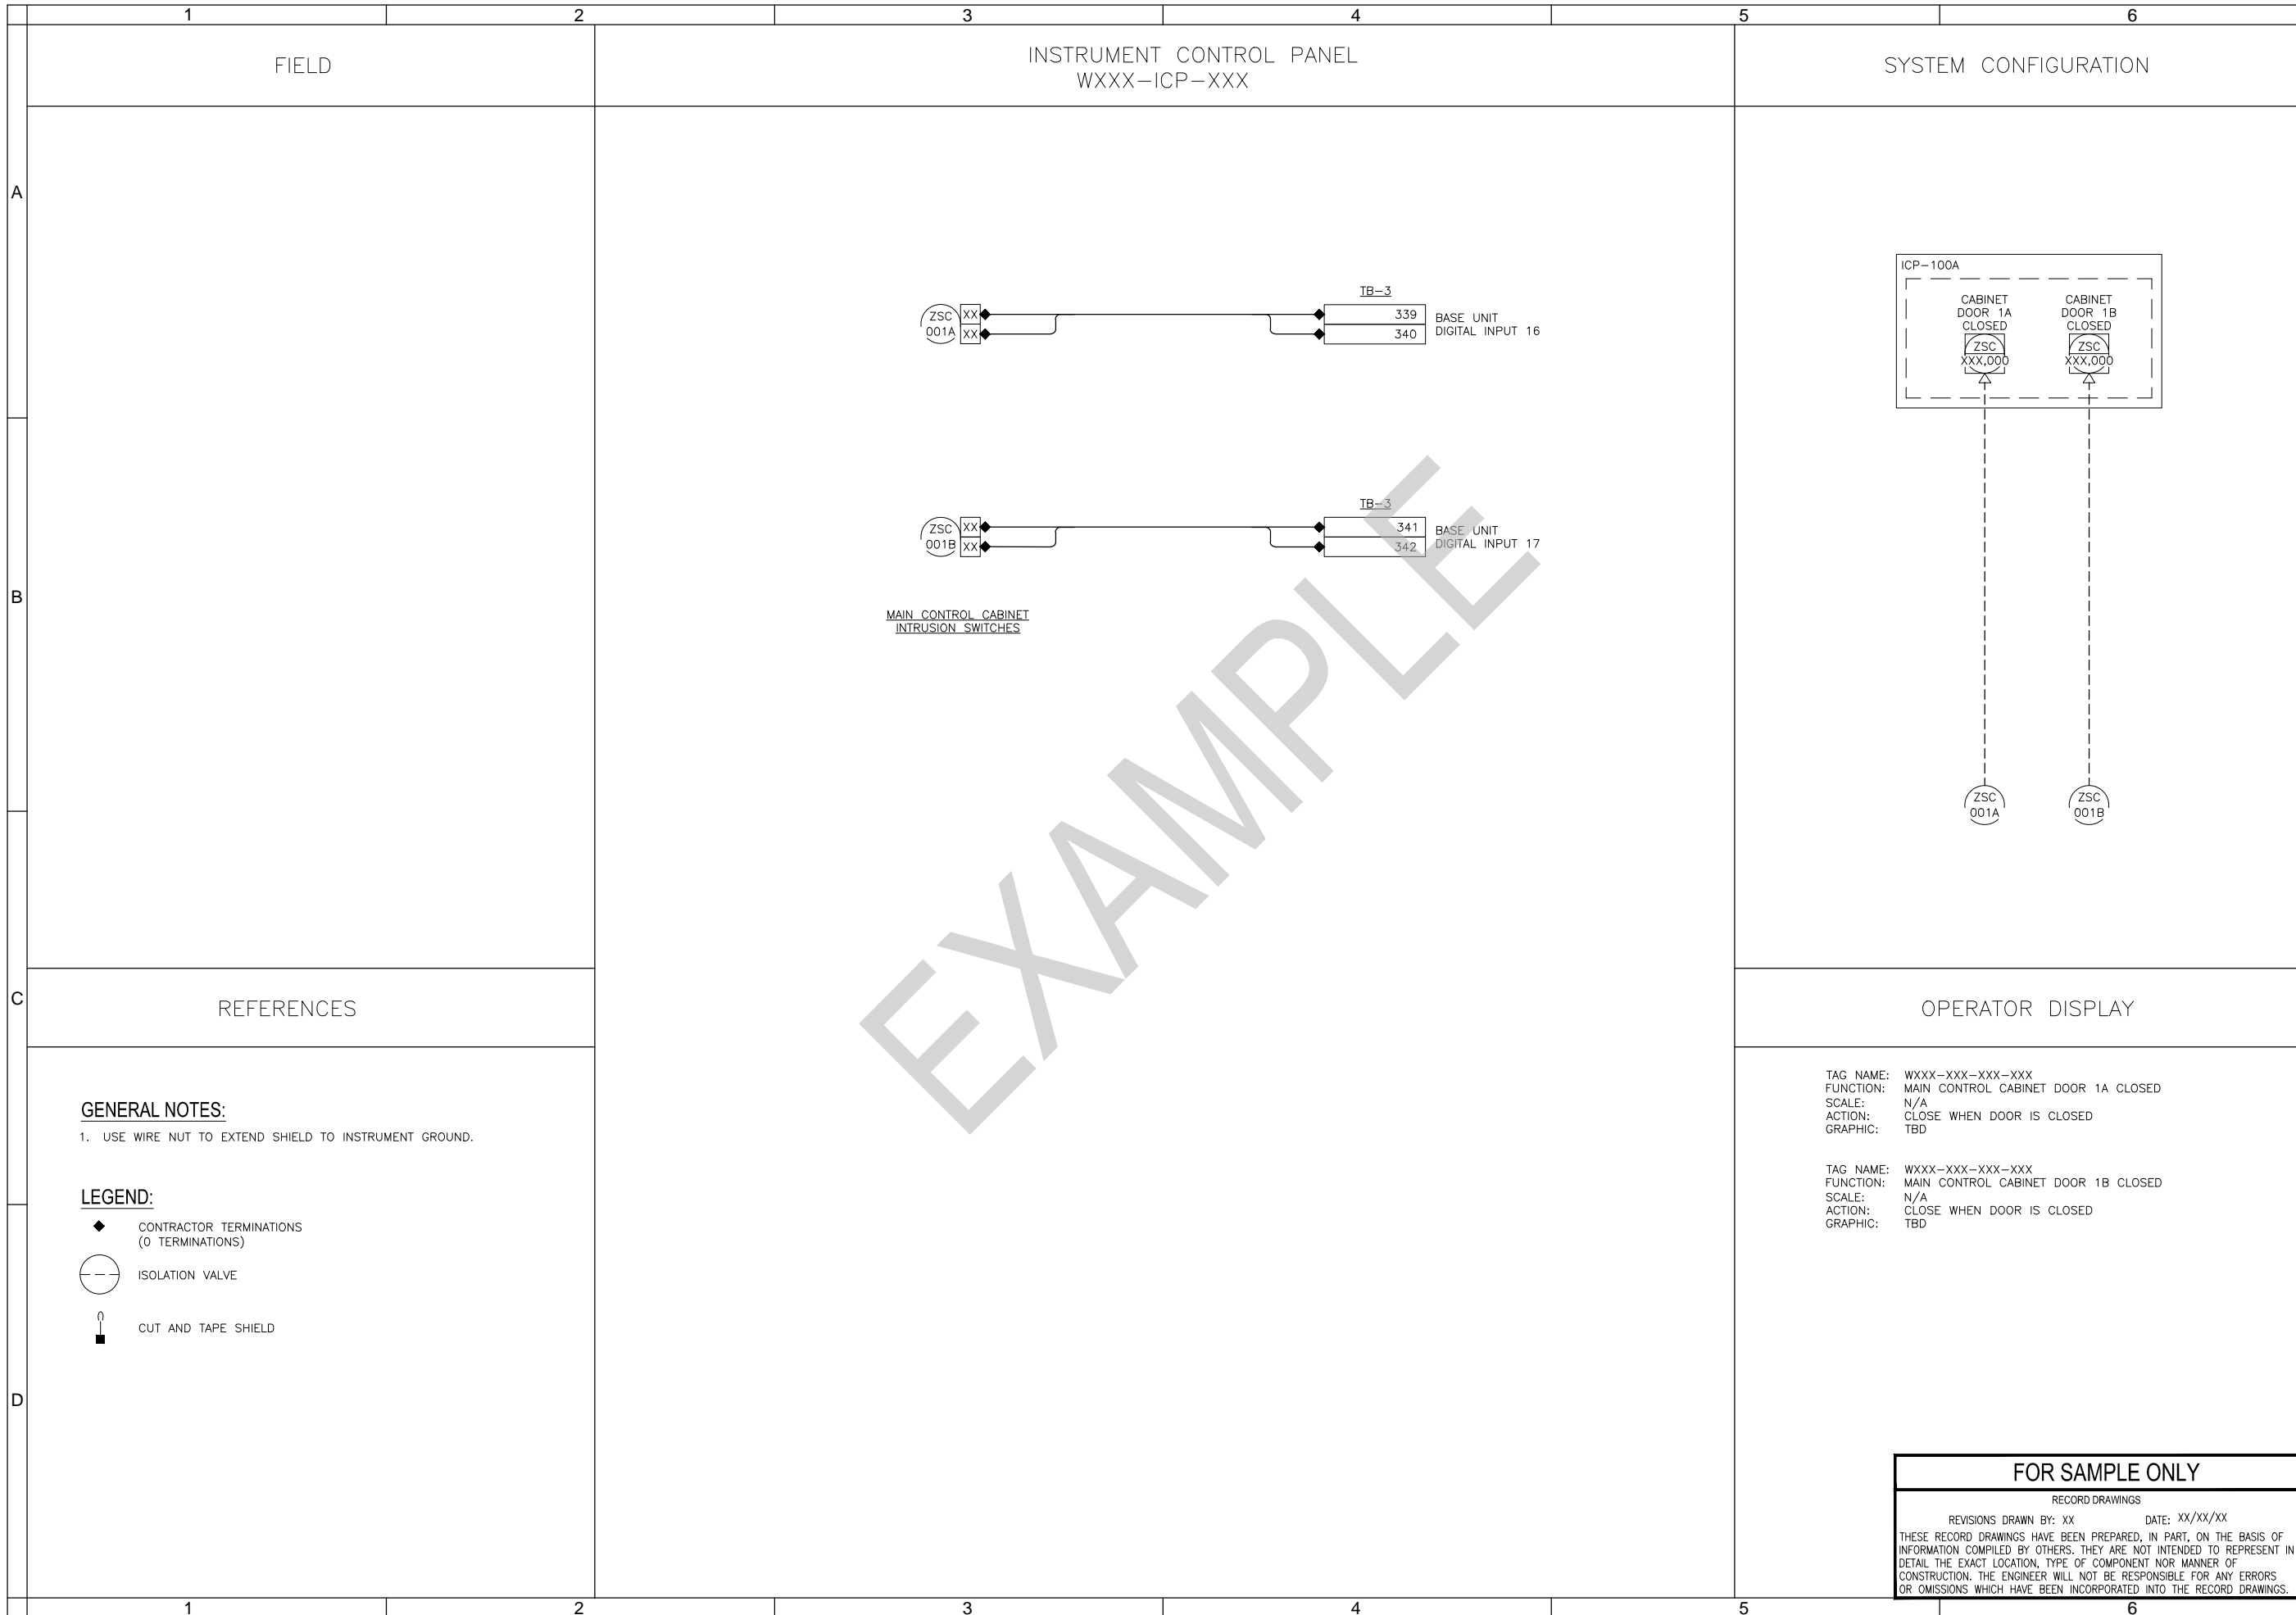 1 2 3 4 5 6
FIELD
INSTRUMENT CONTROL PANEL
WXXX-ICP-XXX
SYSTEM CONFIGURATION
A
B
C
D
TB-3
ZSC
001A
XX
XX
339
340
BASE UNIT
DIGITAL INPUT 16
TB-3
ZSC
001B
XX
XX
341
342
BASE UNIT
DIGITAL INPUT 17
MAIN CONTROL CABINET
INTRUSION SWITCHES
EXAMPLE
ICP-100A
CABINET
DOOR 1A
CLOSED
ZSC
XXX,000
CABINET
DOOR 1B
CLOSED
ZSC
XXX,000
ZSC
001A
ZSC
001B
REFERENCES
GENERAL NOTES:
1. USE WIRE NUT TO EXTEND SHIELD TO INSTRUMENT GROUND.
LEGEND:
CONTRACTOR TERMINATIONS
(0 TERMINATIONS)
ISOLATION VALVE
CUT AND TAPE SHIELD
OPERATOR DISPLAY
TAG NAME: WXXX-XXX-XXX-XXX
FUNCTION: MAIN CONTROL CABINET DOOR 1A CLOSED
SCALE: N/A
ACTION: CLOSE WHEN DOOR IS CLOSED
GRAPHIC: TBD
TAG NAME: WXXX-XXX-XXX-XXX
FUNCTION: MAIN CONTROL CABINET DOOR 1B CLOSED
SCALE: N/A
ACTION: CLOSE WHEN DOOR IS CLOSED
GRAPHIC: TBD
FOR SAMPLE ONLY
RECORD DRAWINGS
REVISIONS DRAWN BY: XX DATE: XX/XX/XX
THESE RECORD DRAWINGS HAVE BEEN PREPARED, IN PART, ON THE BASIS OF
INFORMATION COMPILED BY OTHERS. THEY ARE NOT INTENDED TO REPRESENT IN
DETAIL THE EXACT LOCATION, TYPE OF COMPONENT NOR MANNER OF
CONSTRUCTION. THE ENGINEER WILL NOT BE RESPONSIBLE FOR ANY ERRORS
OR OMISSIONS WHICH HAVE BEEN INCORPORATED INTO THE RECORD DRAWINGS.
1 2 3 4 5 6